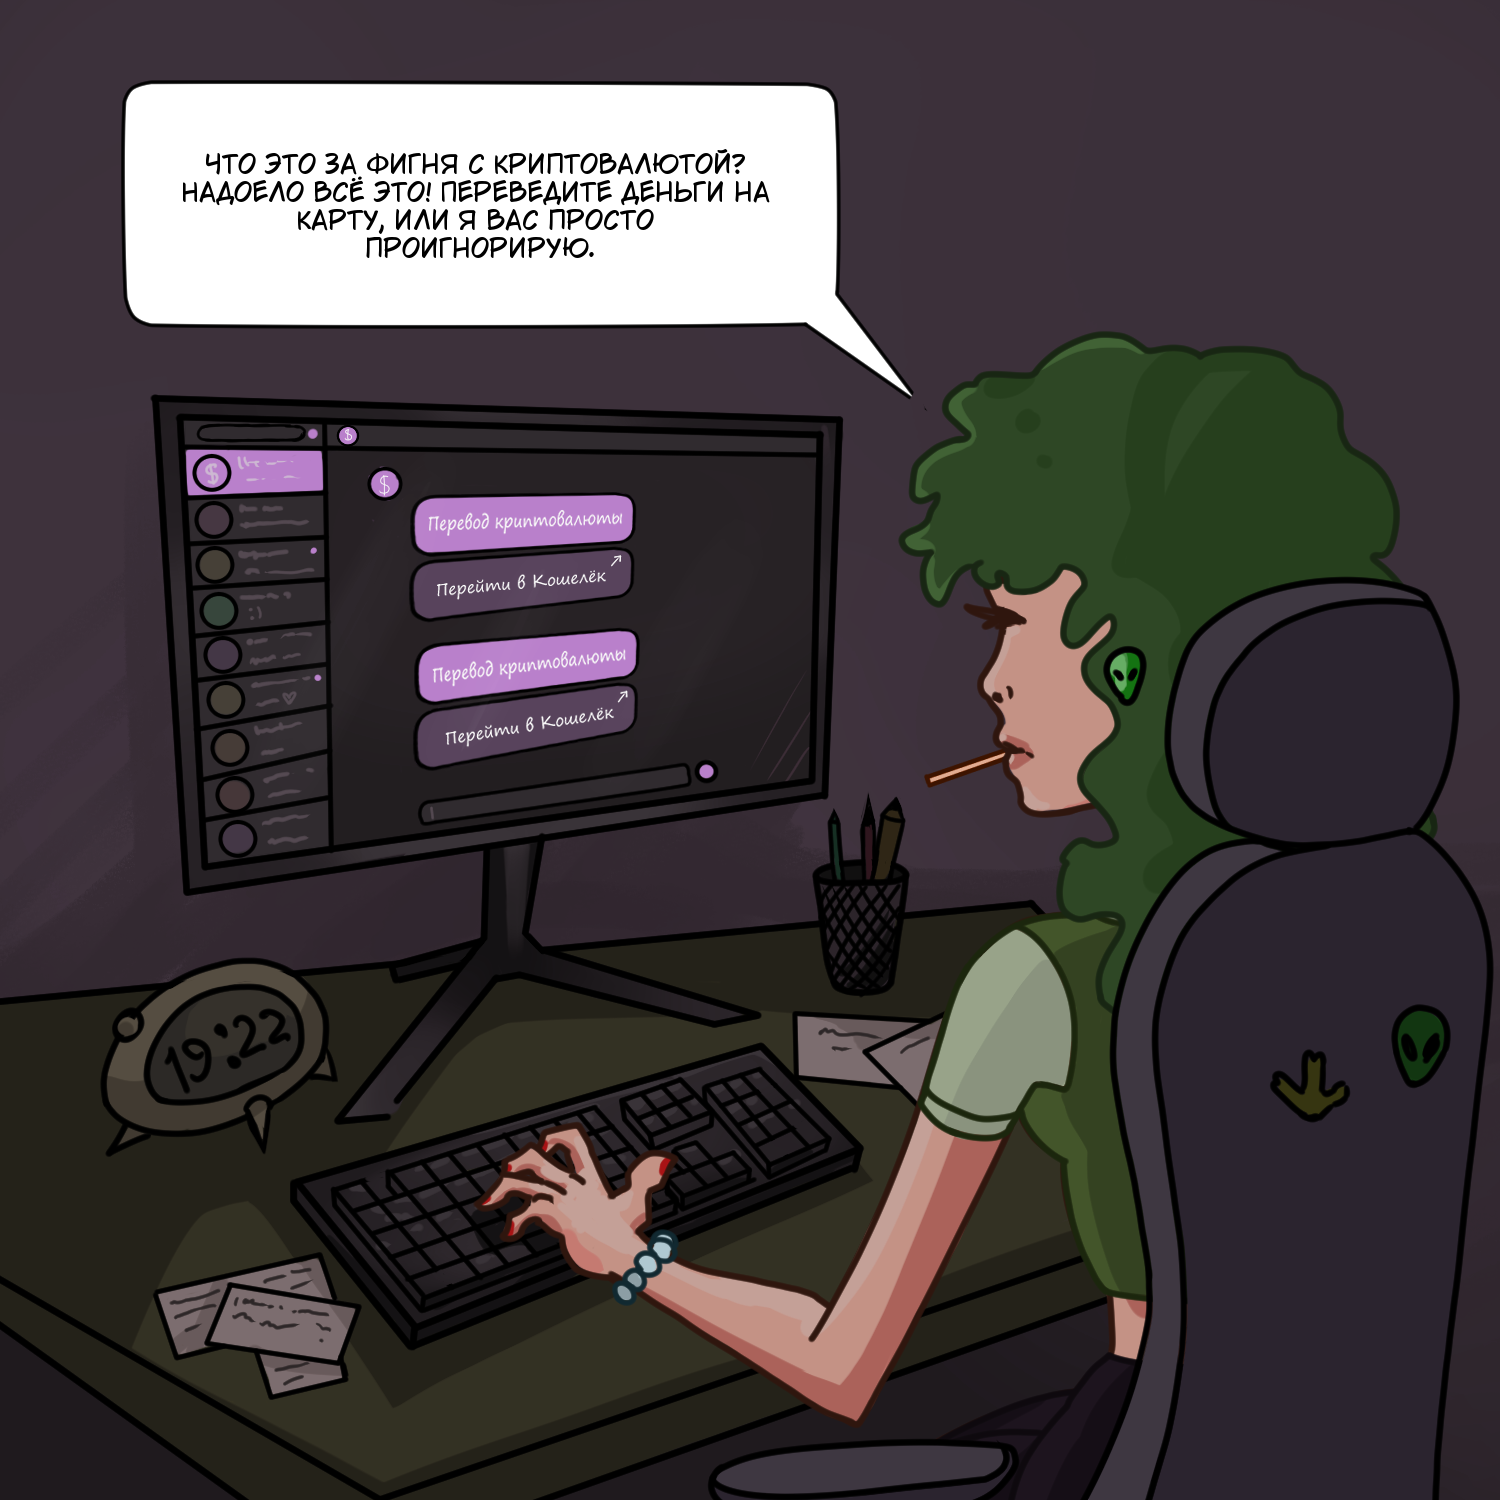 ЧТО ЭТО ЗА ФИГНЯ С КРИПТОВАЛЮТОЙ?
НАДОЕЛО ВСЁ ЭТО! ПЕРЕВЕДИТЕ ДЕНЬГИ НА
КАРТУ, ИЛИ Я ВАС ПРОСТО
ПРОИГНОРИРУЮ.
$
$
$
Перевод криптовалюты
Перейти в Кошелёк
:)
Перевод криптовалюты
Перейти в Кошелёк
19:22